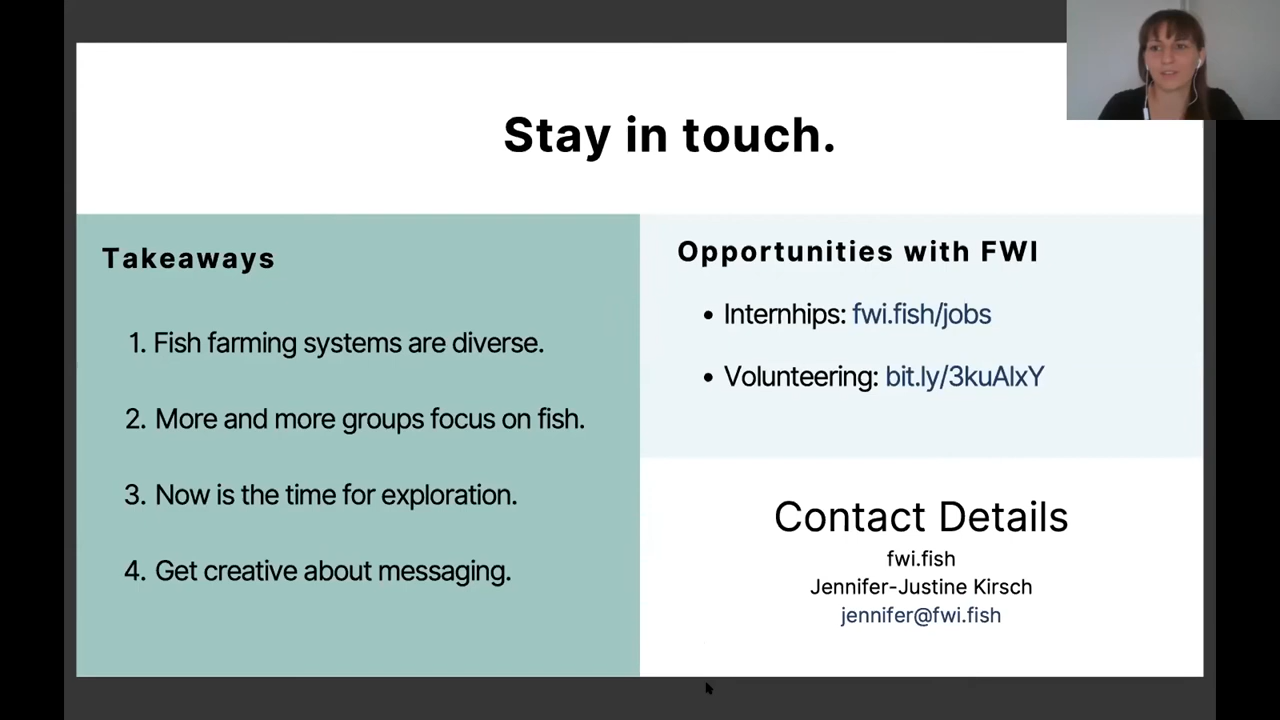 Stay in touch.
Takeaways
1. Fish farming systems are diverse.
2. More and more groups focus on fish.
3. Now is the time for exploration.
4. Get creative about messaging.
Opportunities with FWI
• Internhips: fwi.fish/jobs
• Volunteering: bit.ly/3kuAlxY
Contact Details
fwi.fish
Jennifer-Justine Kirsch
jennifer@fwi.fish